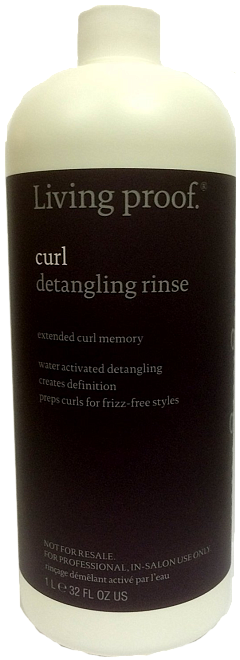 Living proof.®
curl
detangling rinse
extended curl memory
water activated detangling
creates definition
preps curls for frizz-free styles
NOT FOR RESALE.
FOR PROFESSIONAL, IN-SALON USE ONLY
rinçage démêlant activé par l'eau
1 L ℮ 32 FL OZ US